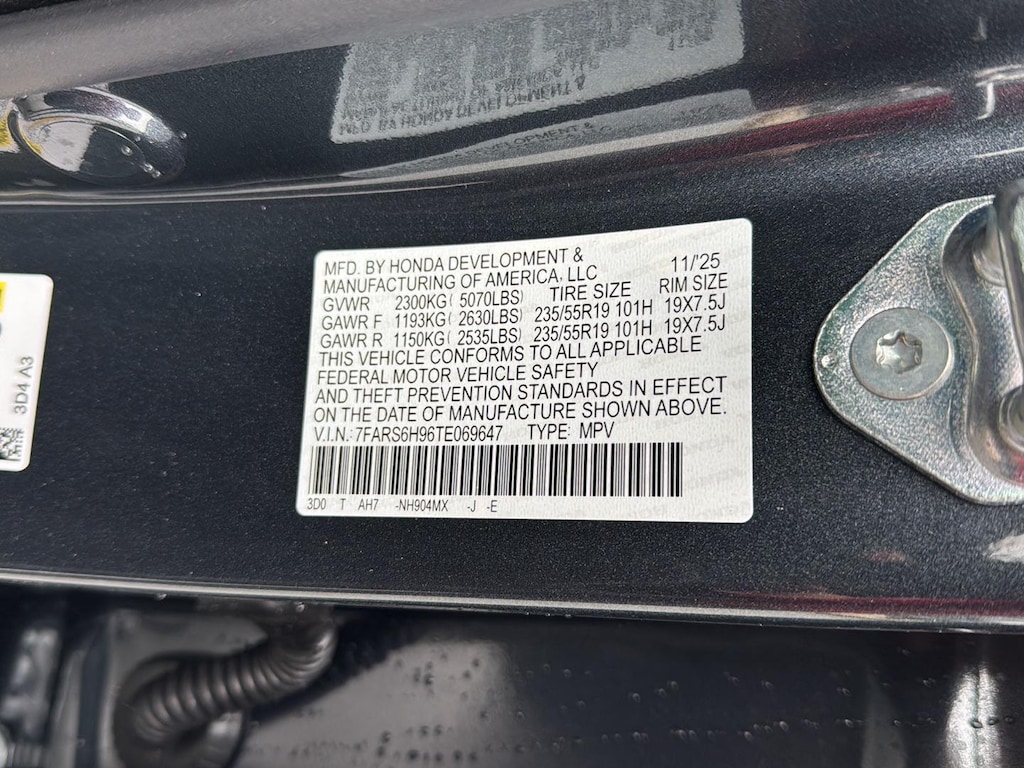 MFD. BY HONDA DEVELOPMENT &
MANUFACTURING OF AMERICA, LLC 11/'25
GVWR 2300KG( 5070LBS) TIRE SIZE RIM SIZE
GAWR F 1193KG( 2630LBS) 235/55R19 101H 19X7.5J
GAWR R 1150KG( 2535LBS) 235/55R19 101H 19X7.5J
THIS VEHICLE CONFORMS TO ALL APPLICABLE
FEDERAL MOTOR VEHICLE SAFETY
AND THEFT PREVENTION STANDARDS IN EFFECT
ON THE DATE OF MANUFACTURE SHOWN ABOVE.
V.I.N.:7FARS6H96TE069647 TYPE: MPV
3D0 T AH7 -NH904MX -J -E
3D4 A3